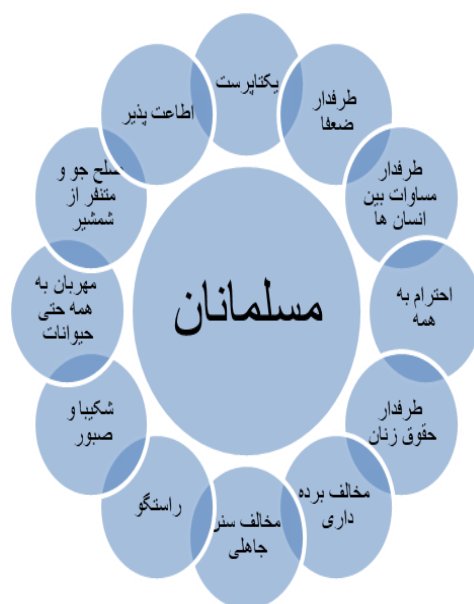 یکتاپرست
طرفدار
ضعفا
طرفدار
مساوات بین
انسان ها
احترام به
همه
طرفدار
حقوق زنان
مخالف برده
داری
مخالف سنن
جاهلی
راستگو
شکیبا و
صبور
مهربان به
همه حتی
حیوانات
صلح جو و
متنفر از
شمشیر
اطاعت پذیر
مسلمانان